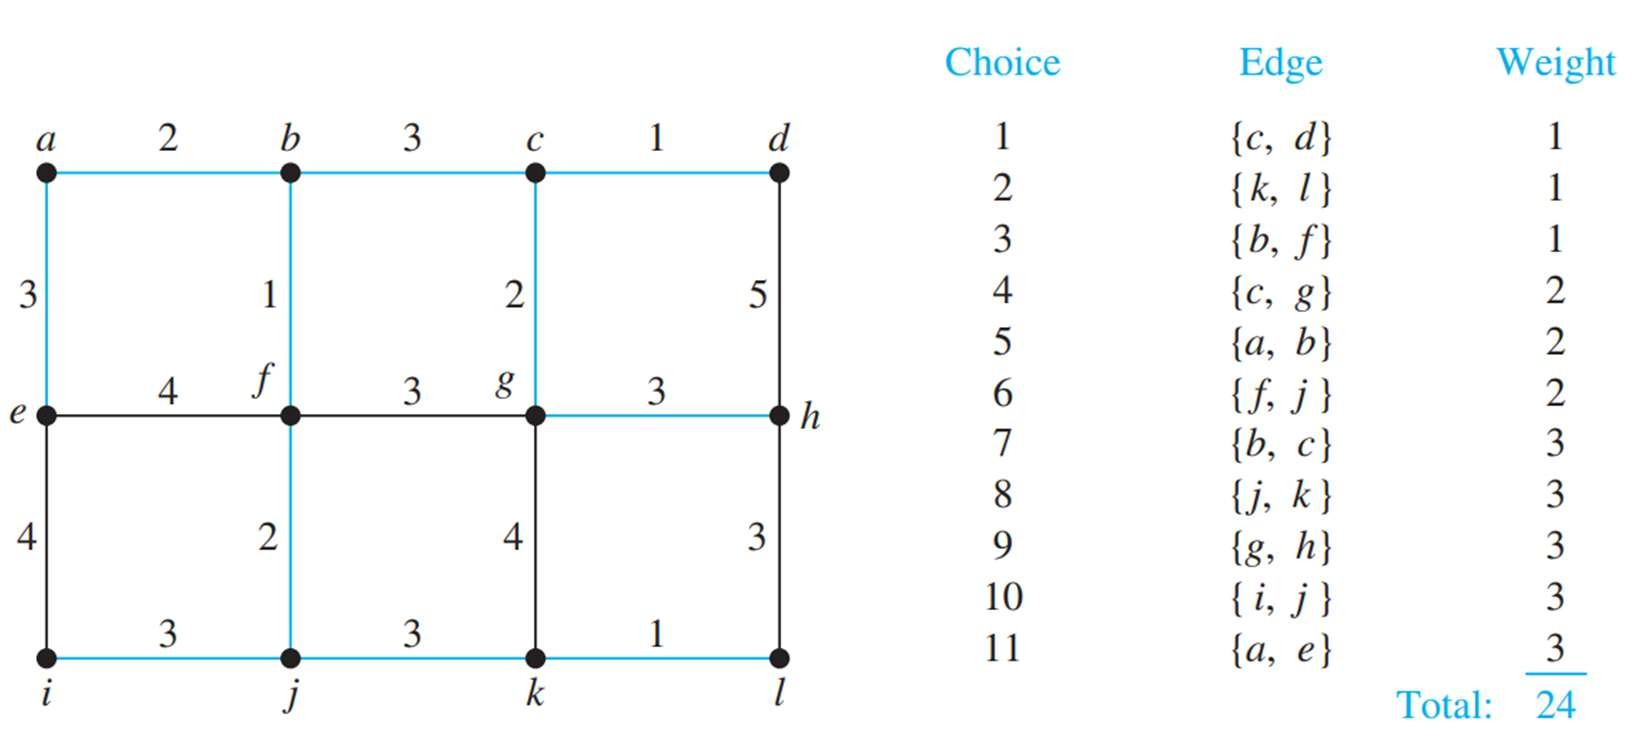 a 2 b 3 c 1 d
3 1 2 5
e 4 f 3 g 3 h
4 2 4 3
3 3 1
i j k l
Choice Edge Weight
1 {c, d} 1
2 {k, l} 1
3 {b, f} 1
4 {c, g} 2
5 {a, b} 2
6 {f, j} 2
7 {b, c} 3
8 {j, k} 3
9 {g, h} 3
10 {i, j} 3
11 {a, e} 3
Total: 24